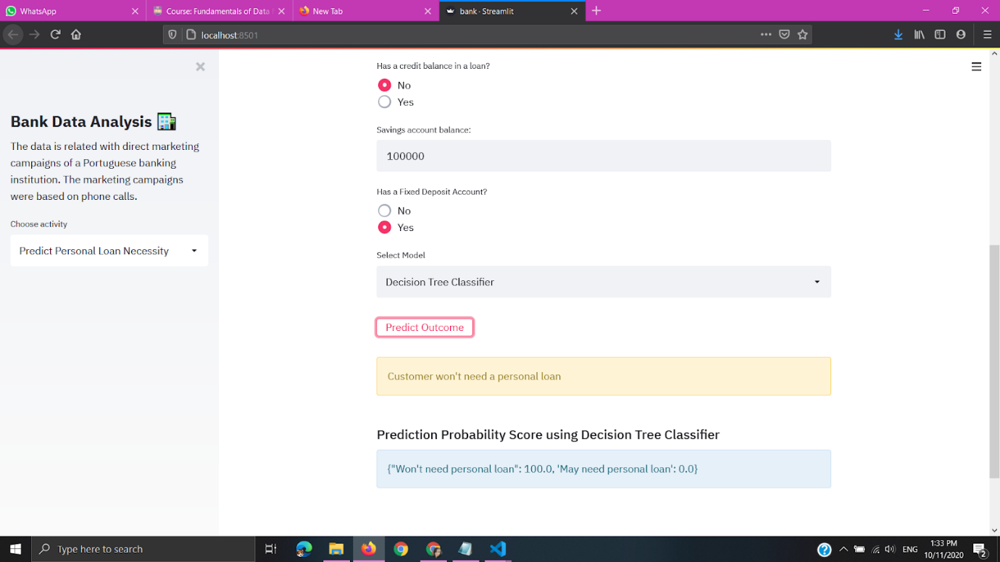 WhatsApp
Course: Fundamentals of Data
New Tab
bank · Streamlit
localhost:8501
Bank Data Analysis
The data is related with direct marketing
campaigns of a Portuguese banking
institution. The marketing campaigns
were based on phone calls.
Choose activity
Predict Personal Loan Necessity
Has a credit balance in a loan?
No
Yes
Savings account balance:
100000
Has a Fixed Deposit Account?
No
Yes
Select Model
Decision Tree Classifier
Predict Outcome
Customer won't need a personal loan
Prediction Probability Score using Decision Tree Classifier
{"Won't need personal loan": 100.0, 'May need personal loan': 0.0}
Type here to search
ENG
1:33 PM
10/11/2020
2